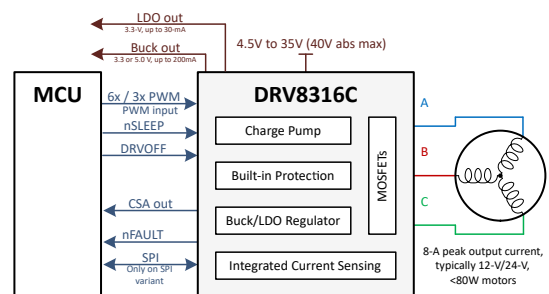 LDO out
3.3-V, up to 30-mA
Buck out
3.3 or 5.0 V, up to 200mA
4.5V to 35V (40V abs max)
MCU
DRV8316C
6x / 3x PWM
PWM input
nSLEEP
DRVOFF
CSA out
nFAULT
SPI
Only on SPI
variant
Charge Pump
Built-in Protection
Buck/LDO Regulator
Integrated Current Sensing
MOSFETs
A
B
C
8-A peak output current,
typically 12-V/24-V,
<80W motors